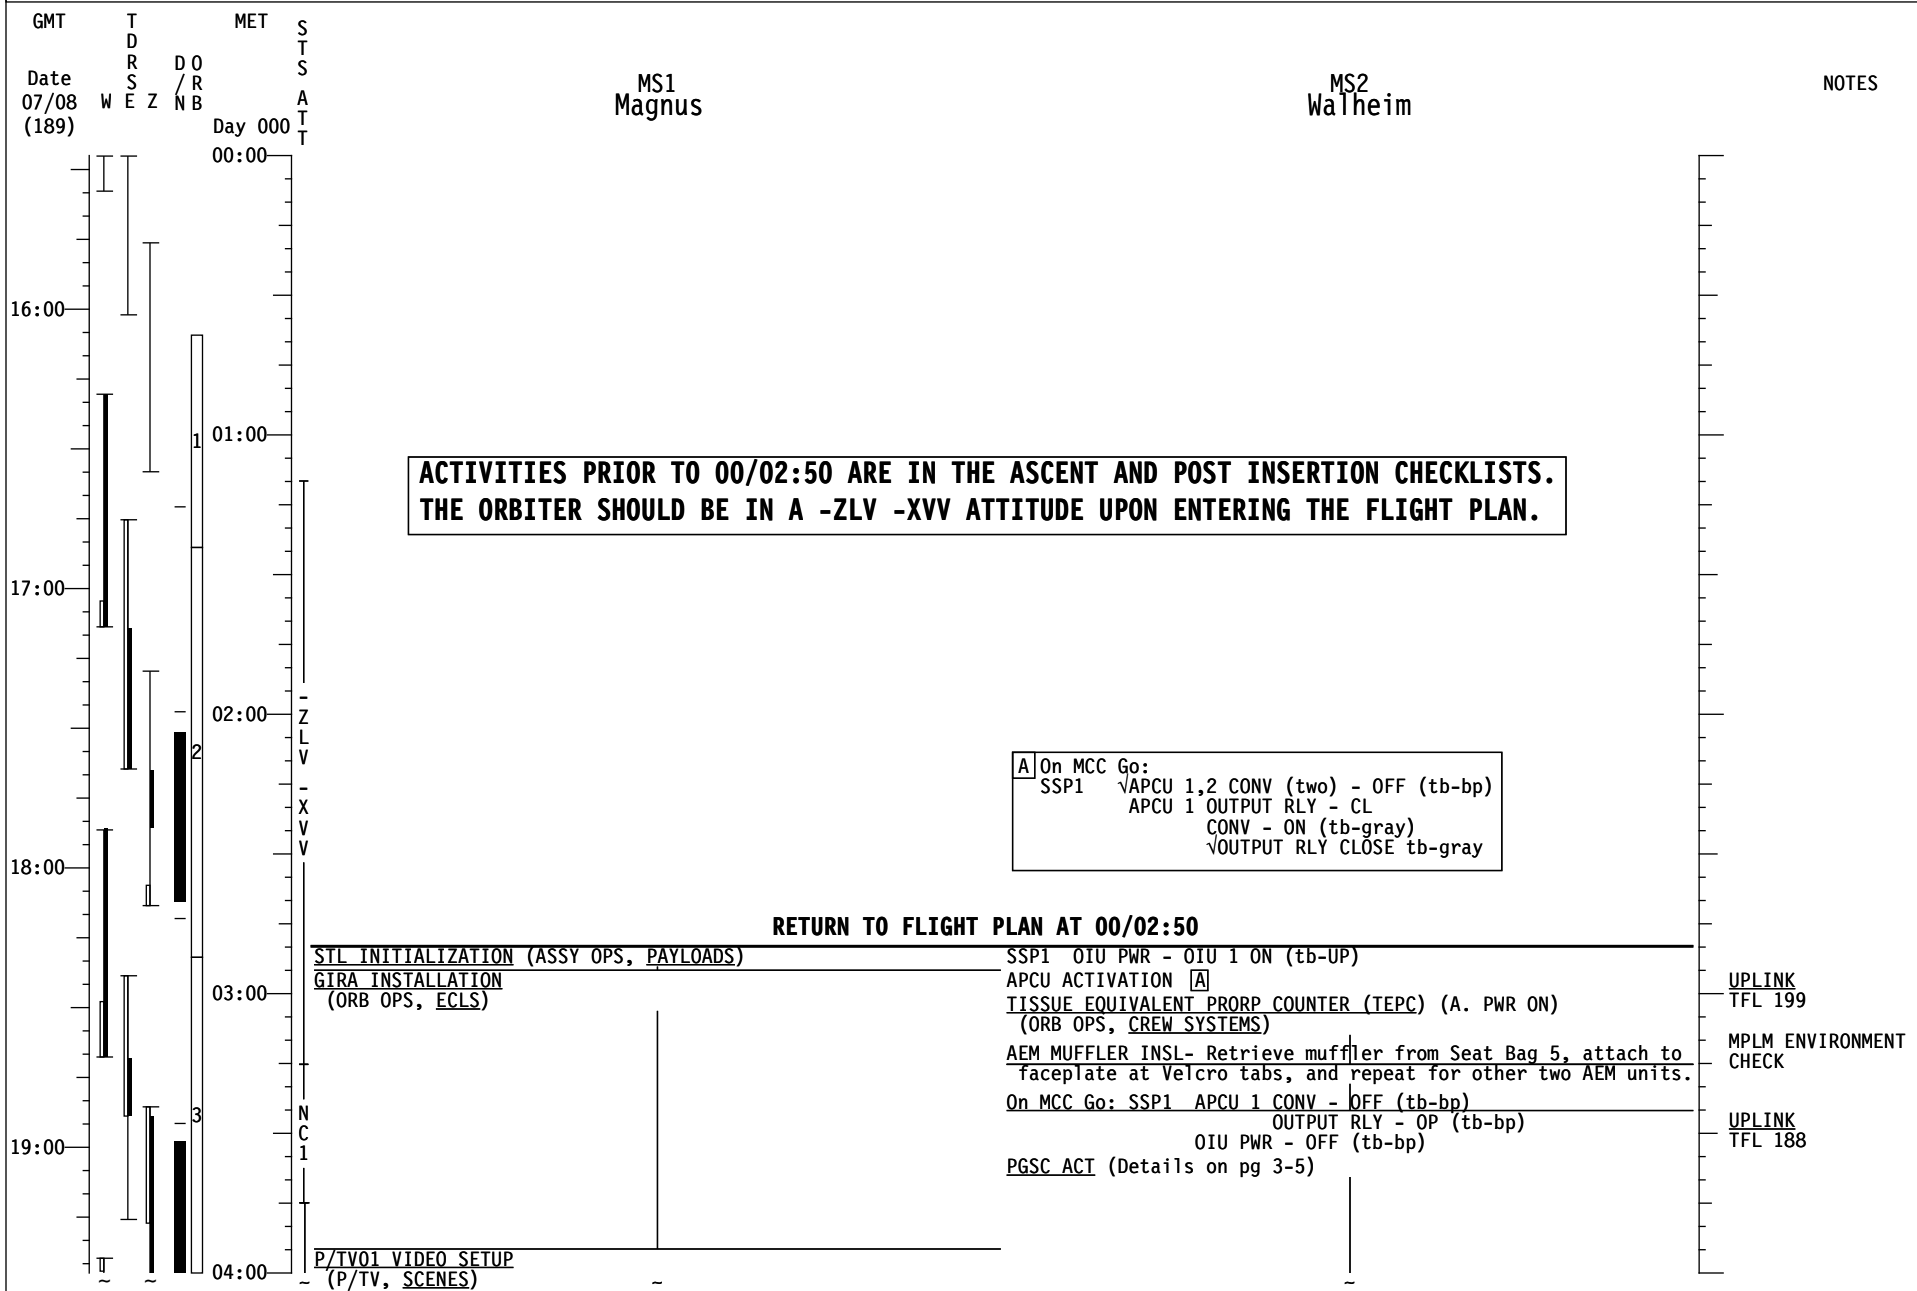 GMT
TDRSE
MET
STS ATT
Date
07/08
(189)
W E Z
D/N
ORB
Day 000
MS1
Magnus
MS2
Walheim
NOTES
00:00
16:00
1
01:00
ACTIVITIES PRIOR TO 00/02:50 ARE IN THE ASCENT AND POST INSERTION CHECKLISTS.
THE ORBITER SHOULD BE IN A -ZLV -XVV ATTITUDE UPON ENTERING THE FLIGHT PLAN.
17:00
02:00
2
-ZLV -XVV
A On MCC Go:
SSP1 √APCU 1,2 CONV (two) - OFF (tb-bp)
APCU 1 OUTPUT RLY - CL
CONV - ON (tb-gray)
√OUTPUT RLY CLOSE tb-gray
18:00
RETURN TO FLIGHT PLAN AT 00/02:50
STL INITIALIZATION (ASSY OPS, PAYLOADS)
GIRA INSTALLATION
(ORB OPS, ECLS)
03:00
SSP1 OIU PWR - OIU 1 ON (tb-UP)
APCU ACTIVATION A
TISSUE EQUIVALENT PRORP COUNTER (TEPC) (A. PWR ON)
(ORB OPS, CREW SYSTEMS)
AEM MUFFLER INSL- Retrieve muffler from Seat Bag 5, attach to
faceplate at Velcro tabs, and repeat for other two AEM units.
On MCC Go: SSP1 APCU 1 CONV - OFF (tb-bp)
OUTPUT RLY - OP (tb-bp)
OIU PWR - OFF (tb-bp)
PGSC ACT (Details on pg 3-5)
UPLINK
TFL 199
MPLM ENVIRONMENT
CHECK
UPLINK
TFL 188
3
NC1
19:00
04:00
P/TV01 VIDEO SETUP
(P/TV, SCENES)
~ ~ ~ ~ ~